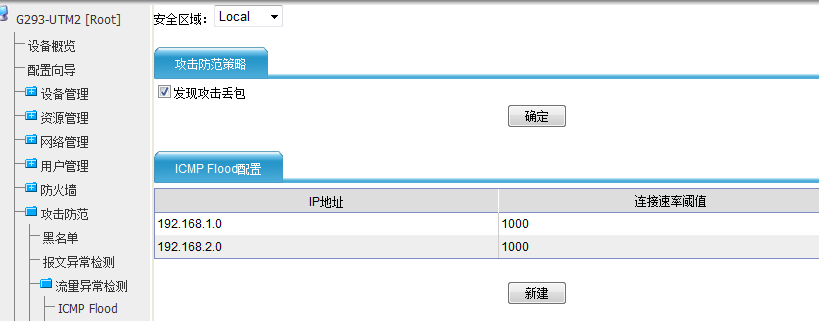 G293-UTM2 [Root]
设备概览
配置向导
设备管理
资源管理
网络管理
用户管理
防火墙
攻击防范
黑名单
报文异常检测
流量异常检测
ICMP Flood
安全区域： Local
攻击防范策略
发现攻击丢包
确定
ICMP Flood配置
IP地址 连接速率阈值
192.168.1.0 1000
192.168.2.0 1000
新建